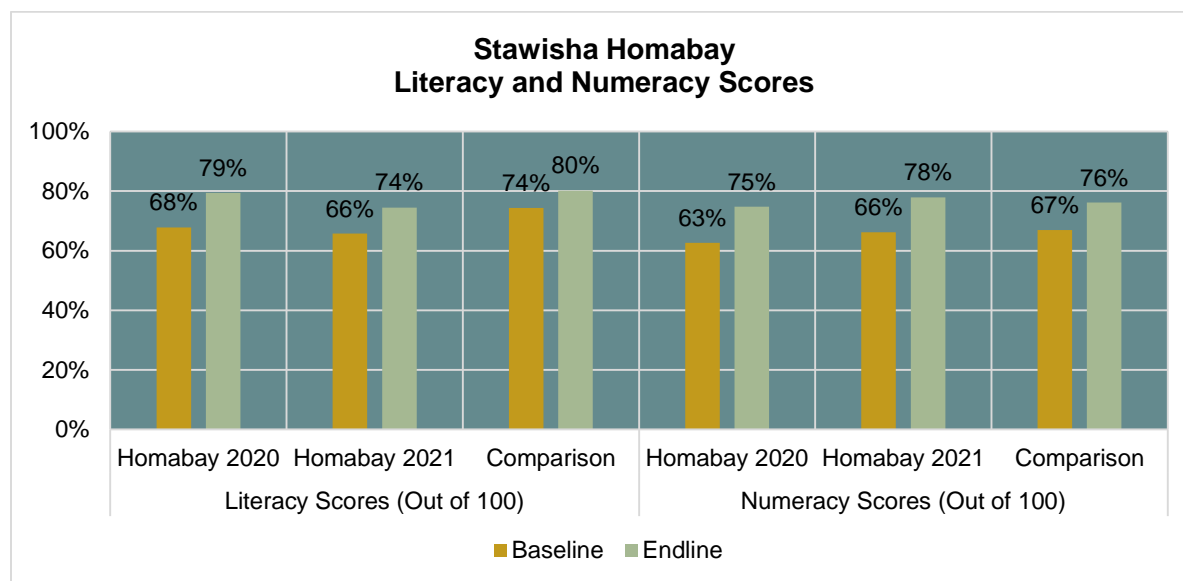 Stawisha Homabay
Literacy and Numeracy Scores
100%
80%
60%
40%
20%
0%
68%
79%
66%
74%
74%
80%
63%
75%
66%
78%
67%
76%
Homabay 2020
Homabay 2021
Comparison
Homabay 2020
Homabay 2021
Comparison
Literacy Scores (Out of 100)
Numeracy Scores (Out of 100)
Baseline
Endline